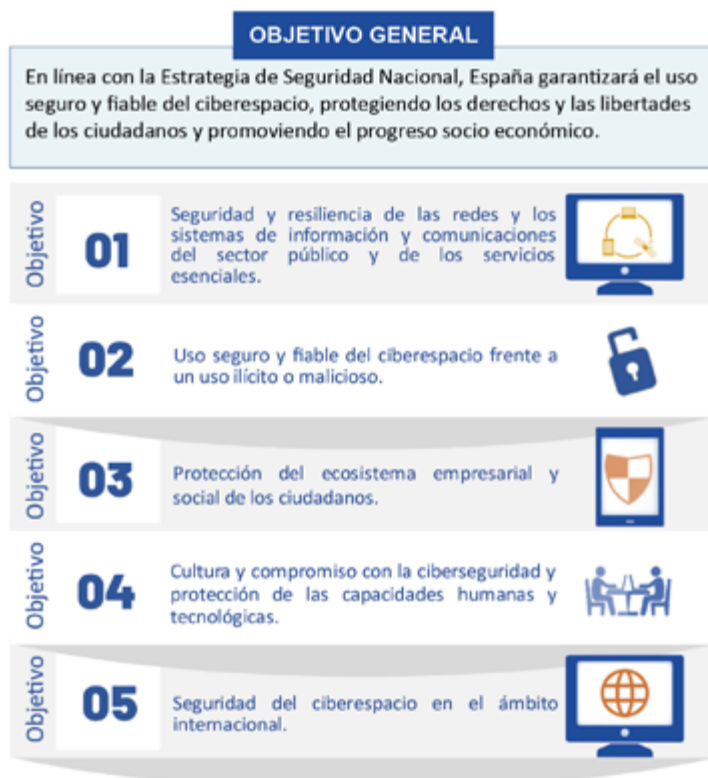 OBJETIVO GENERAL
En línea con la Estrategia de Seguridad Nacional, España garantizará el uso
seguro y fiable del ciberespacio, protegiendo los derechos y las libertades
de los ciudadanos y promoviendo el progreso socio económico.
Objetivo
01
Seguridad y resiliencia de las redes y los
sistemas de información y comunicaciones
del sector público y de los servicios
esenciales.
Objetivo
02
Uso seguro y fiable del ciberespacio frente a
un uso ilícito o malicioso.
Objetivo
03
Protección del ecosistema empresarial y
social de los ciudadanos.
Objetivo
04
Cultura y compromiso con la ciberseguridad y
protección de las capacidades humanas y
tecnológicas.
Objetivo
05
Seguridad del ciberespacio en el ámbito
internacional.